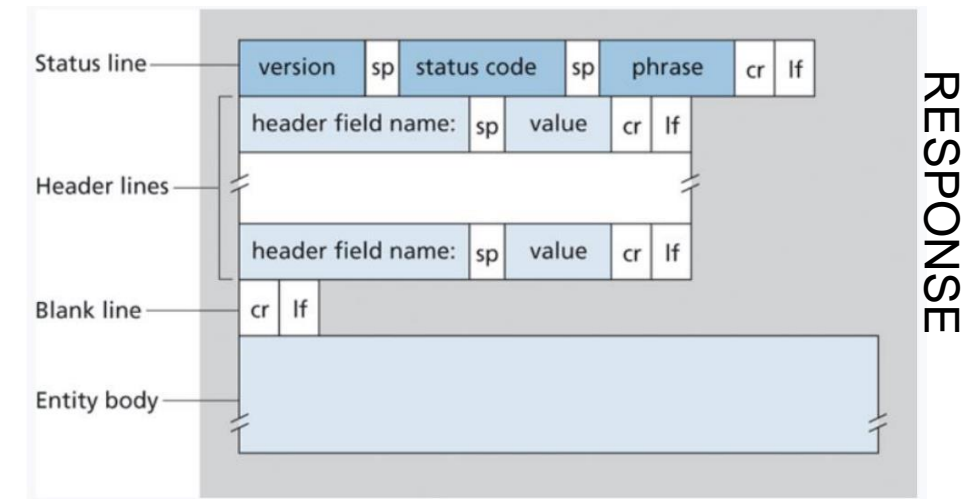 Status line version sp status code sp phrase cr lf
header field name: sp value cr lf
Header lines
header field name: sp value cr lf
Blank line cr lf
Entity body
RESPONSE